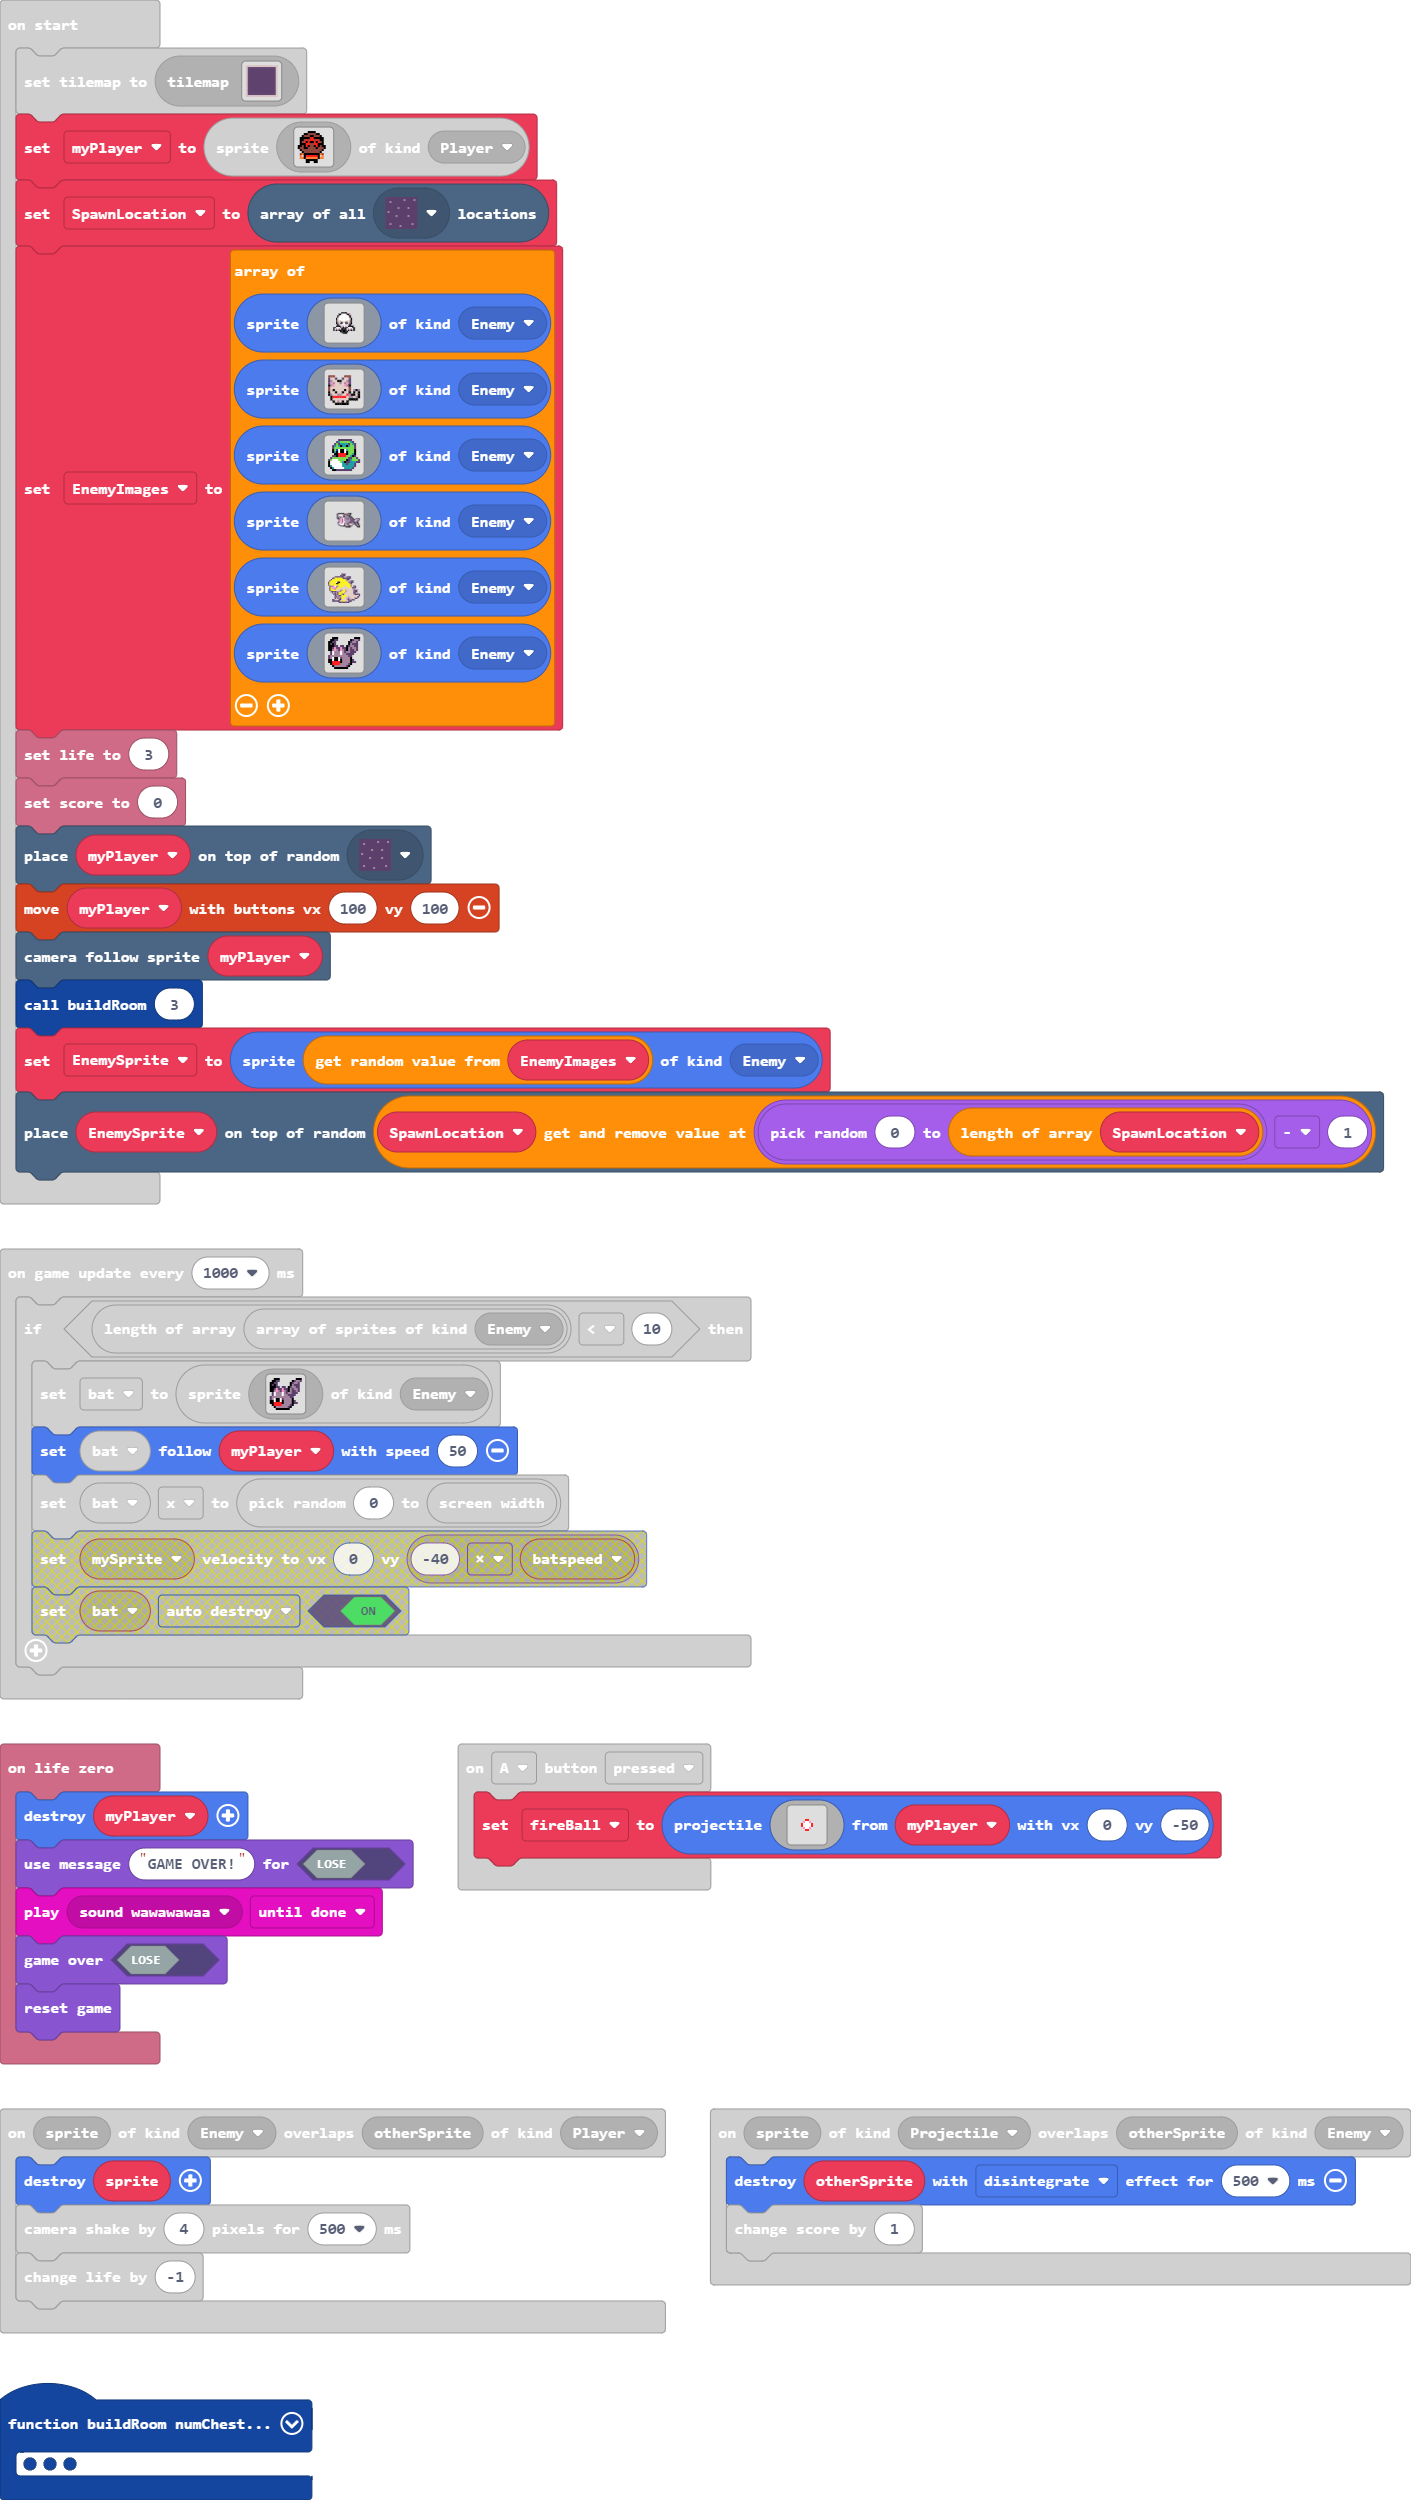 on start
set tilemap to tilemap
set myPlayer to sprite of kind Player
set SpawnLocation to array of all locations
set EnemyImages to array of
sprite of kind Enemy
sprite of kind Enemy
sprite of kind Enemy
sprite of kind Enemy
sprite of kind Enemy
sprite of kind Enemy
set life to 3
set score to 0
place myPlayer on top of random
move myPlayer with buttons vx 100 vy 100
camera follow sprite myPlayer
call buildRoom 3
set EnemySprite to sprite get random value from EnemyImages of kind Enemy
place EnemySprite on top of random SpawnLocation get and remove value at pick random 0 to length of array SpawnLocation - 1
on game update every 1000 ms
if length of array array of sprites of kind Enemy < 10 then
set bat to sprite of kind Enemy
set bat follow myPlayer with speed 50
set bat x to pick random 0 to screen width
set mySprite velocity to vx 0 vy -40 × batspeed
set bat auto destroy ON
on life zero
destroy myPlayer
use message "GAME OVER!" for LOSE
play sound wawawawaa until done
game over LOSE
reset game
on A button pressed
set fireBall to projectile from myPlayer with vx 0 vy -50
on sprite of kind Enemy overlaps otherSprite of kind Player
destroy sprite
camera shake by 4 pixels for 500 ms
change life by -1
on sprite of kind Projectile overlaps otherSprite of kind Enemy
destroy otherSprite with disintegrate effect for 500 ms
change score by 1
function buildRoom numChest...